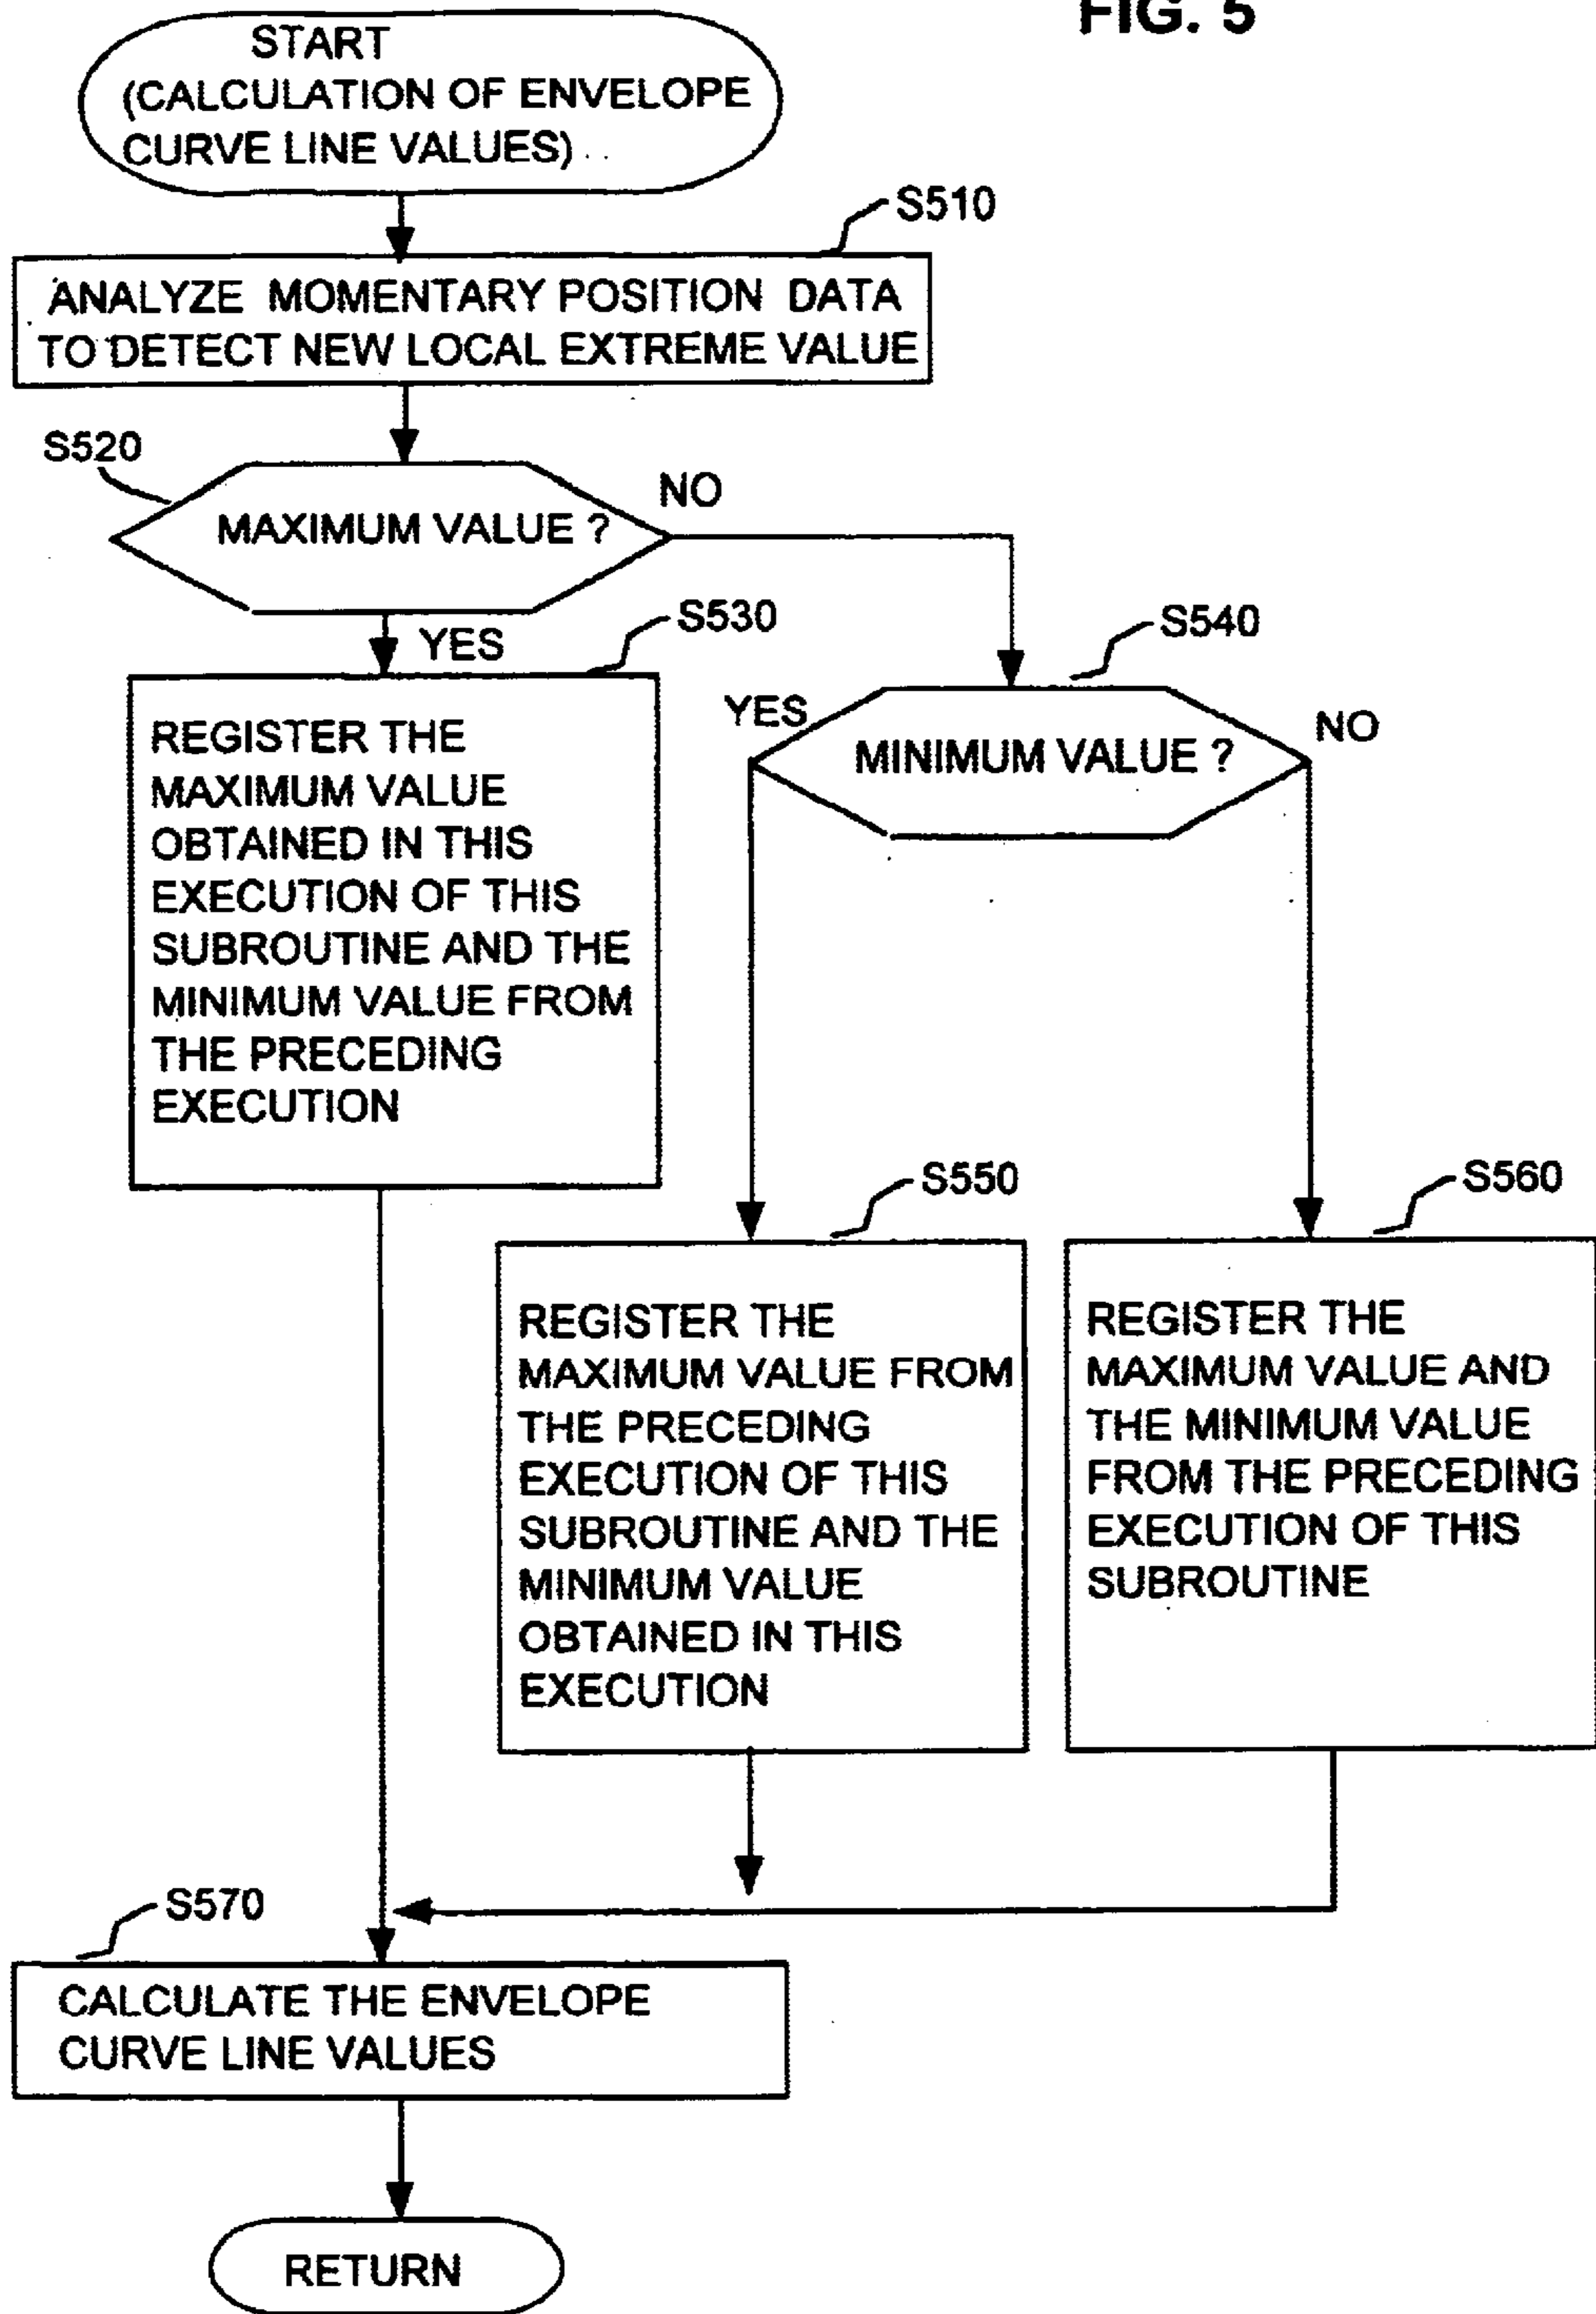 FIG. 5
START
(CALCULATION OF ENVELOPE
CURVE LINE VALUES)
S510
ANALYZE MOMENTARY POSITION DATA
TO DETECT NEW LOCAL EXTREME VALUE
S520
MAXIMUM VALUE ?
NO
YES
S530
REGISTER THE
MAXIMUM VALUE
OBTAINED IN THIS
EXECUTION OF THIS
SUBROUTINE AND THE
MINIMUM VALUE FROM
THE PRECEDING
EXECUTION
S540
YES
MINIMUM VALUE ?
NO
S550
REGISTER THE
MAXIMUM VALUE FROM
THE PRECEDING
EXECUTION OF THIS
SUBROUTINE AND THE
MINIMUM VALUE
OBTAINED IN THIS
EXECUTION
S560
REGISTER THE
MAXIMUM VALUE AND
THE MINIMUM VALUE
FROM THE PRECEDING
EXECUTION OF THIS
SUBROUTINE
S570
CALCULATE THE ENVELOPE
CURVE LINE VALUES
RETURN